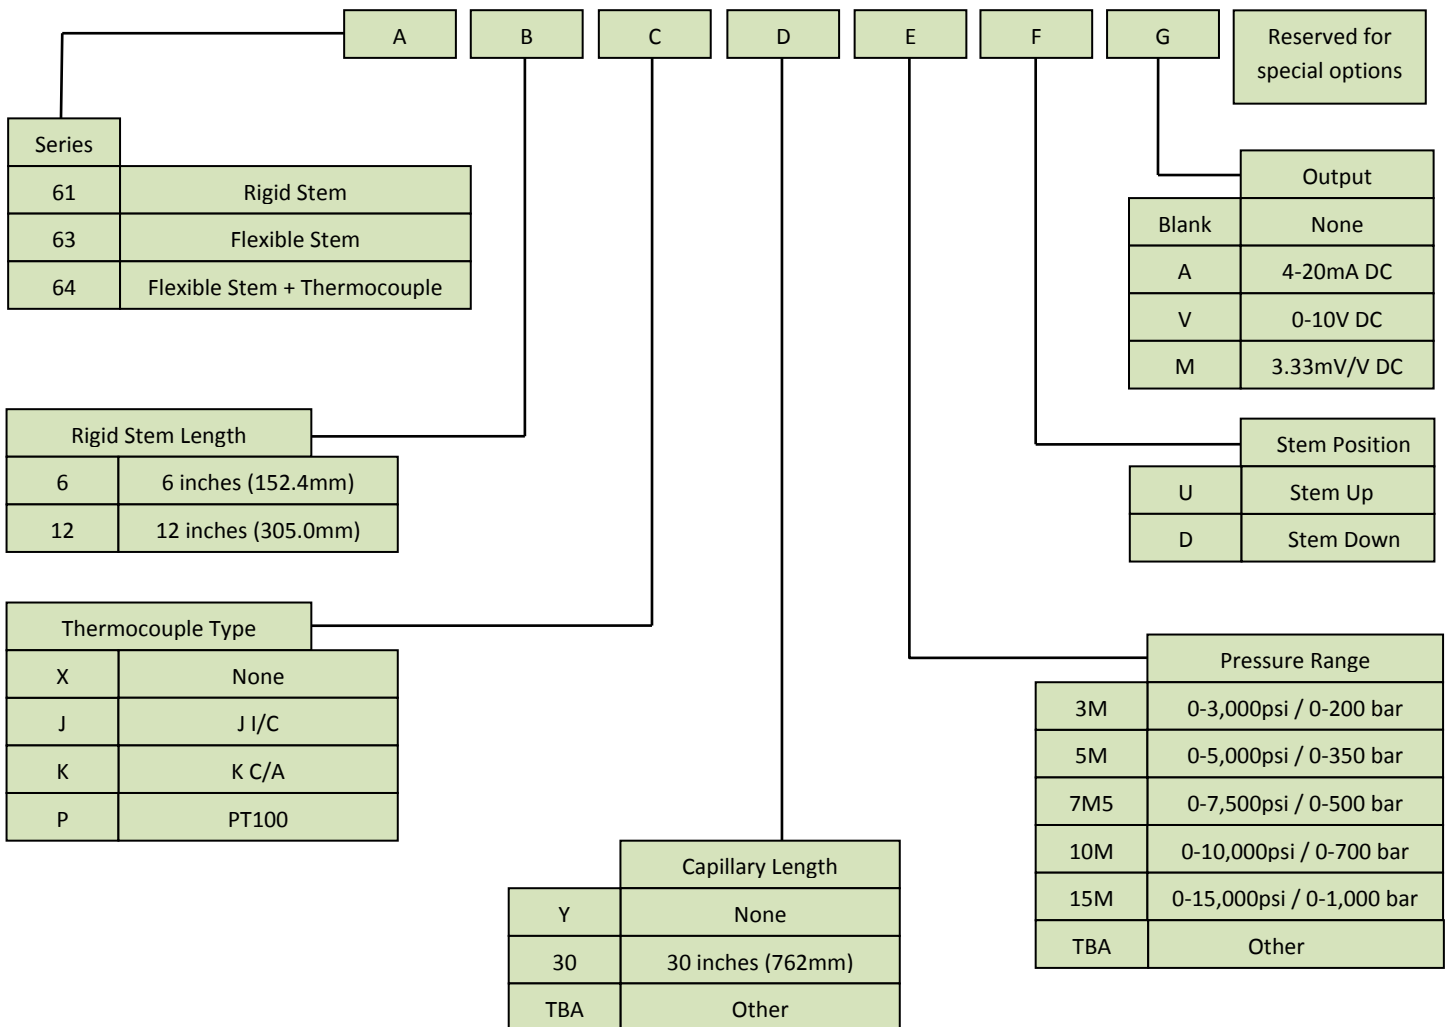 A B C D E F G
Reserved for
special options
Series
61 Rigid Stem
63 Flexible Stem
64 Flexible Stem + Thermocouple
Output
Blank None
A 4-20mA DC
V 0-10V DC
M 3.33mV/V DC
Rigid Stem Length
6 6 inches (152.4mm)
12 12 inches (305.0mm)
Stem Position
U Stem Up
D Stem Down
Thermocouple Type
X None
J J I/C
K K C/A
P PT100
Pressure Range
3M 0-3,000psi / 0-200 bar
5M 0-5,000psi / 0-350 bar
7M5 0-7,500psi / 0-500 bar
10M 0-10,000psi / 0-700 bar
15M 0-15,000psi / 0-1,000 bar
TBA Other
Capillary Length
Y None
30 30 inches (762mm)
TBA Other